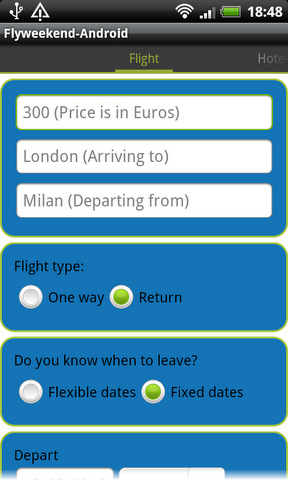 18:48
Flyweekend-Android
Flight
300 (Price is in Euros)
London (Arriving to)
Milan (Departing from)
Flight type:
One way Return
Do you know when to leave?
Flexible dates Fixed dates
Depart